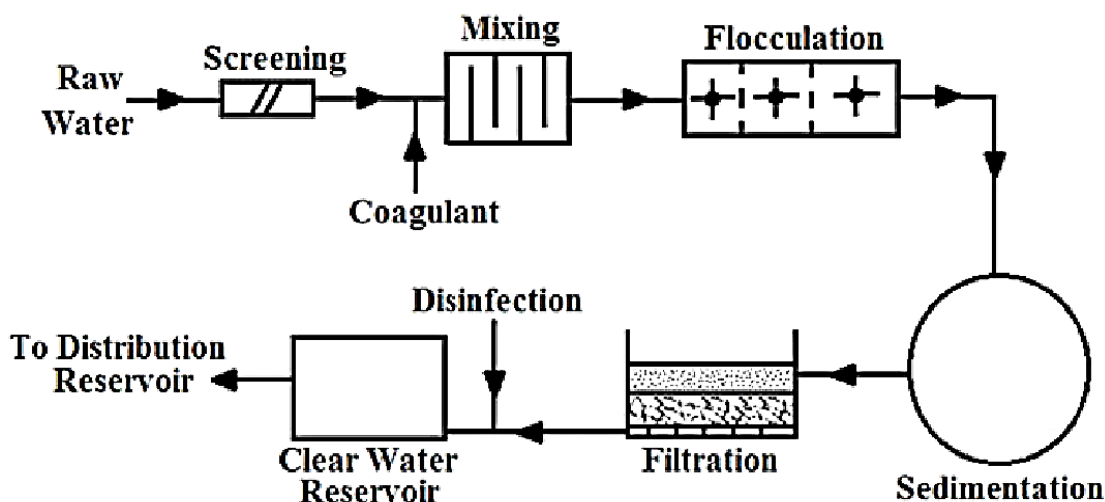 Raw
Water
Screening
Mixing
Flocculation
Coagulant
Sedimentation
Filtration
Disinfection
Clear Water
Reservoir
To Distribution
Reservoir